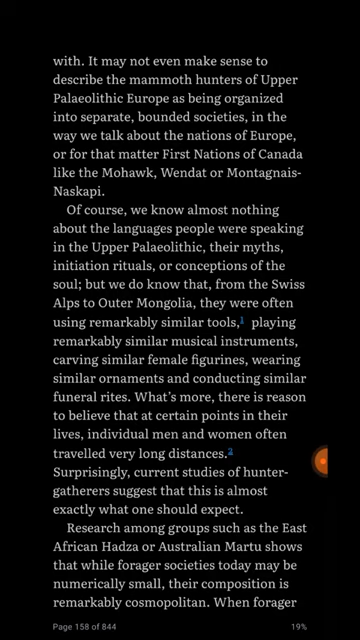 with. It may not even make sense to
describe the mammoth hunters of Upper
Palaeolithic Europe as being organized
into separate, bounded societies, in the
way we talk about the nations of Europe,
or for that matter First Nations of Canada
like the Mohawk, Wendat or Montagnais-
Naskapi.
Of course, we know almost nothing
about the languages people were speaking
in the Upper Palaeolithic, their myths,
initiation rituals, or conceptions of the
soul; but we do know that, from the Swiss
Alps to Outer Mongolia, they were often
using remarkably similar tools,1 playing
remarkably similar musical instruments,
carving similar female figurines, wearing
similar ornaments and conducting similar
funeral rites. What’s more, there is reason
to believe that at certain points in their
lives, individual men and women often
travelled very long distances.2
Surprisingly, current studies of hunter-
gatherers suggest that this is almost
exactly what one should expect.
Research among groups such as the East
African Hadza or Australian Martu shows
that while forager societies today may be
numerically small, their composition is
remarkably cosmopolitan. When forager
Page 158 of 844 19%